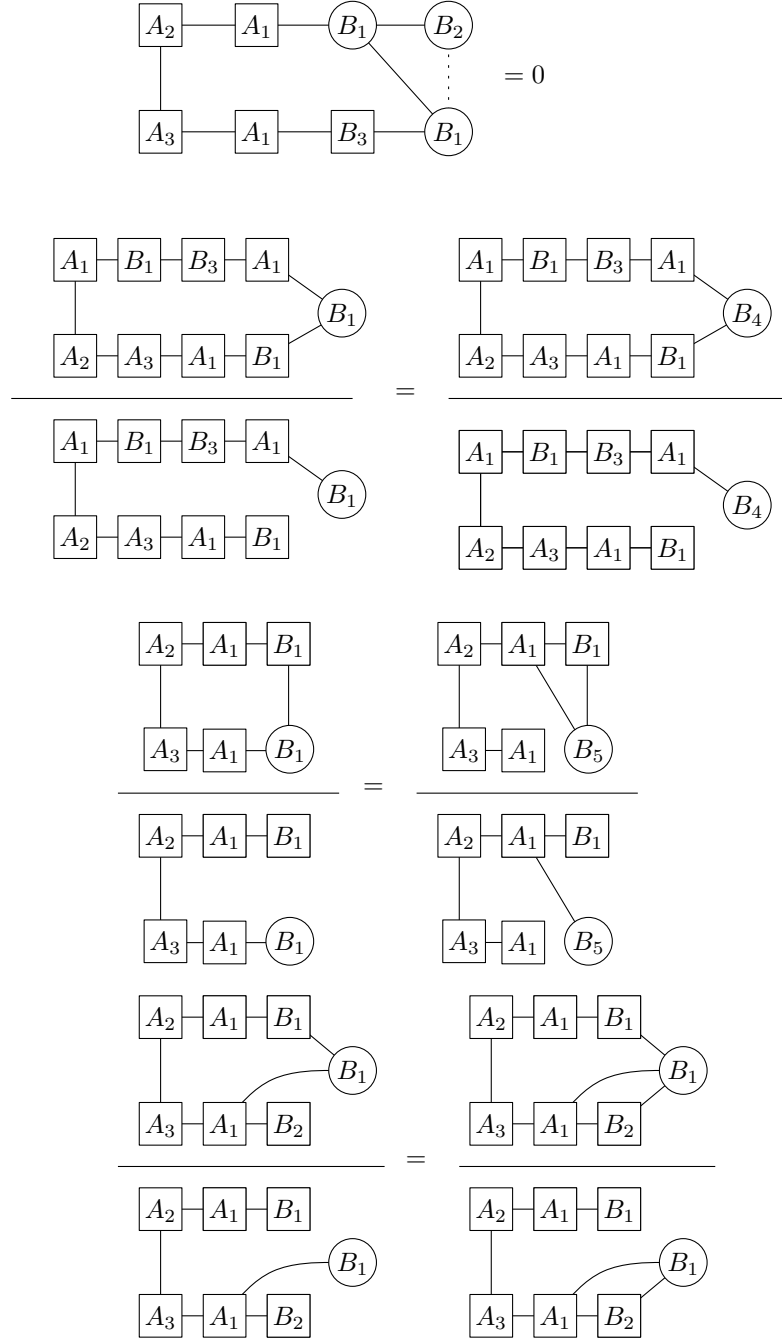 A₂ A₁ B₁ B₂
= 0
A₃ A₁ B₃ B₁
A₁ B₁ B₃ A₁ A₁ B₁ B₃ A₁
B₁ B₄
A₂ A₃ A₁ B₁ A₂ A₃ A₁ B₁
=
A₁ B₁ B₃ A₁ A₁ B₁ B₃ A₁
B₁ B₄
A₂ A₃ A₁ B₁ A₂ A₃ A₁ B₁
A₂ A₁ B₁ A₂ A₁ B₁
A₃ A₁ B₁ A₃ A₁ B₅
=
A₂ A₁ B₁ A₂ A₁ B₁
A₃ A₁ B₁ A₃ A₁ B₅
A₂ A₁ B₁ A₂ A₁ B₁
B₁ B₁
A₃ A₁ B₂ A₃ A₁ B₂
=
A₂ A₁ B₁ A₂ A₁ B₁
B₁ B₁
A₃ A₁ B₂ A₃ A₁ B₂